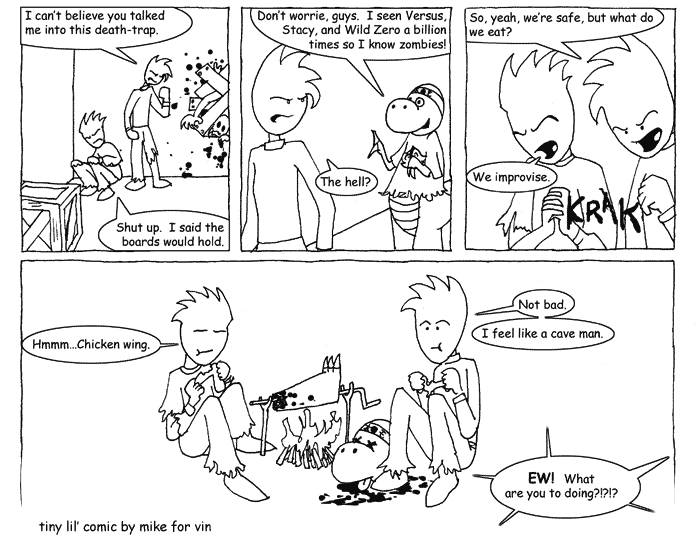 I can't believe you talked
me into this death-trap.
Shut up.  I said the
boards would hold.
Don't worrie, guys.  I seen Versus,
Stacy, and Wild Zero a billion
times so I know zombies!
The hell?
So, yeah, we're safe, but what do
we eat?
We improvise.
KRAK
Hmmm...Chicken wing.
Not bad.
I feel like a cave man.
EW!  What
are you to doing?!?!?
tiny lil' comic by mike for vin